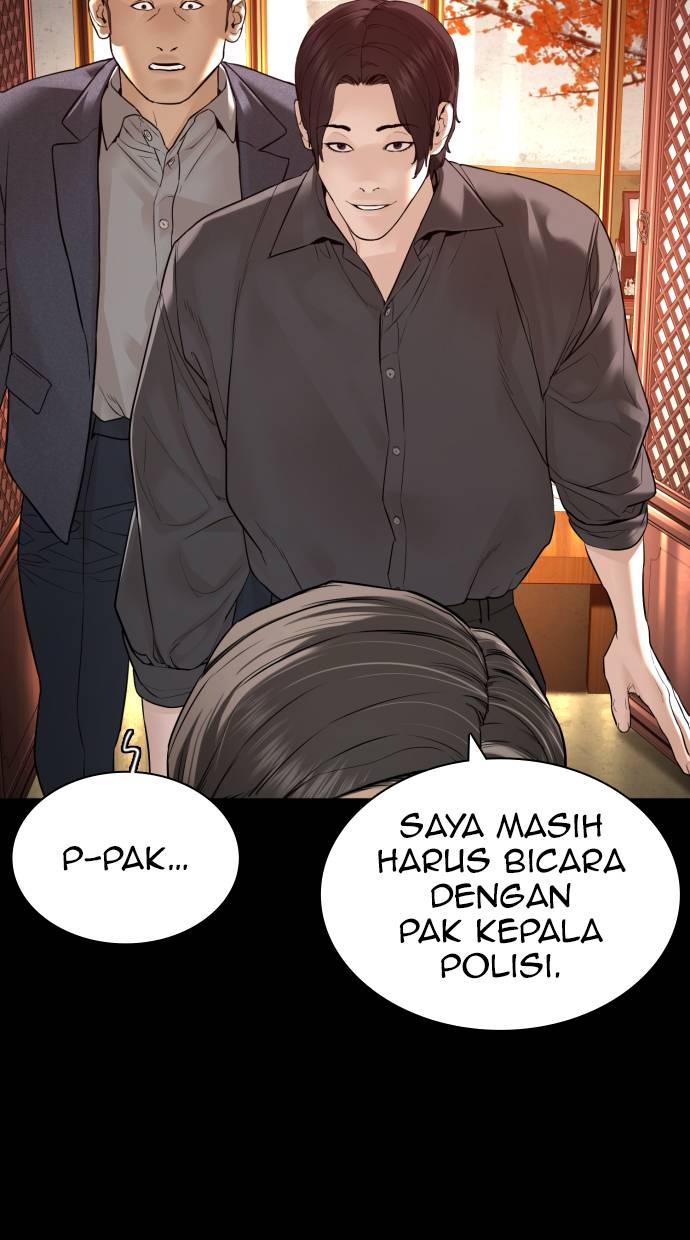 P-PAK...
SAYA MASIH
HARUS BICARA
DENGAN
PAK KEPALA
POLISI.